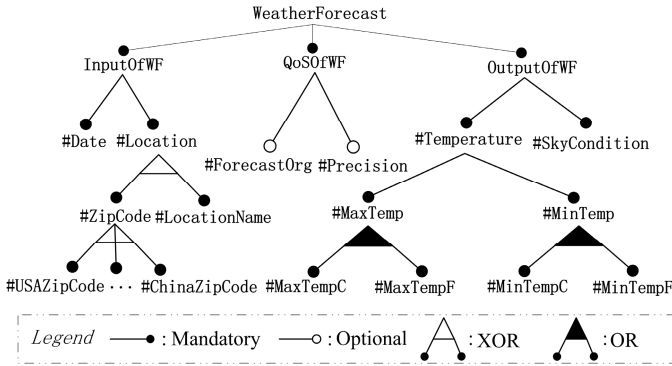 WeatherForecast
InputOfWF QoSOfWF OutputOfWF
#Date #Location #Temperature #SkyCondition
#ForecastOrg #Precision
#ZipCode #LocationName #MaxTemp #MinTemp
#USAZipCode ··· #ChinaZipCode #MaxTempC #MaxTempF #MinTempC #MinTempF
Legend : Mandatory : Optional : XOR : OR